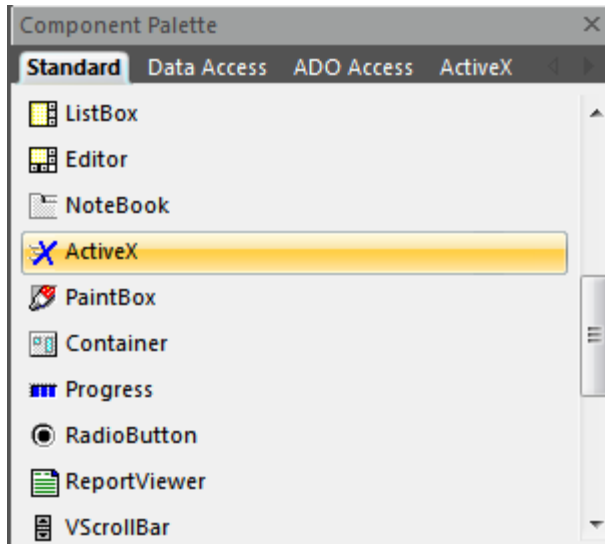 Component Palette
Standard Data Access ADO Access ActiveX
ListBox
Editor
NoteBook
ActiveX
PaintBox
Container
Progress
RadioButton
ReportViewer
VScrollBar